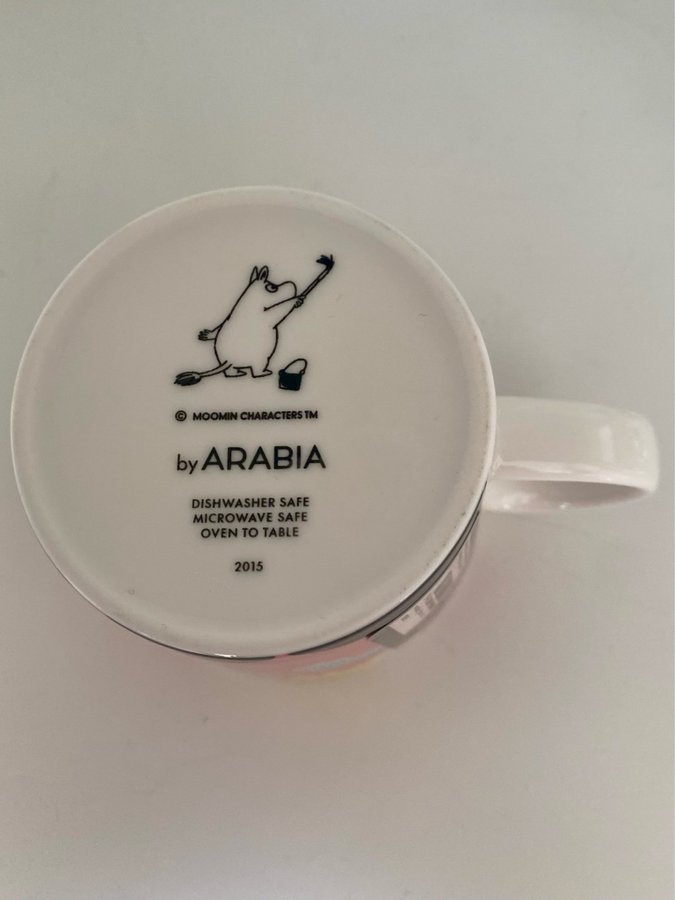 © MOOMIN CHARACTERS TM
by ARABIA
DISHWASHER SAFE
MICROWAVE SAFE
OVEN TO TABLE
2015